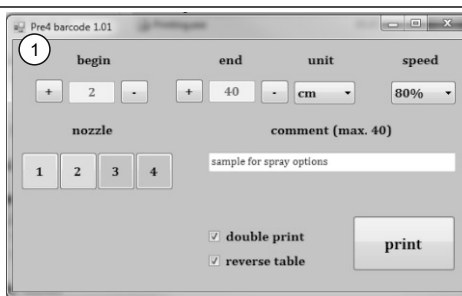 Pre4 barcode 1.01
1
begin end unit speed
+ 2 - + 40 - cm 80%
nozzle comment (max. 40)
1 2 3 4 sample for spray options
double print
reverse table
print